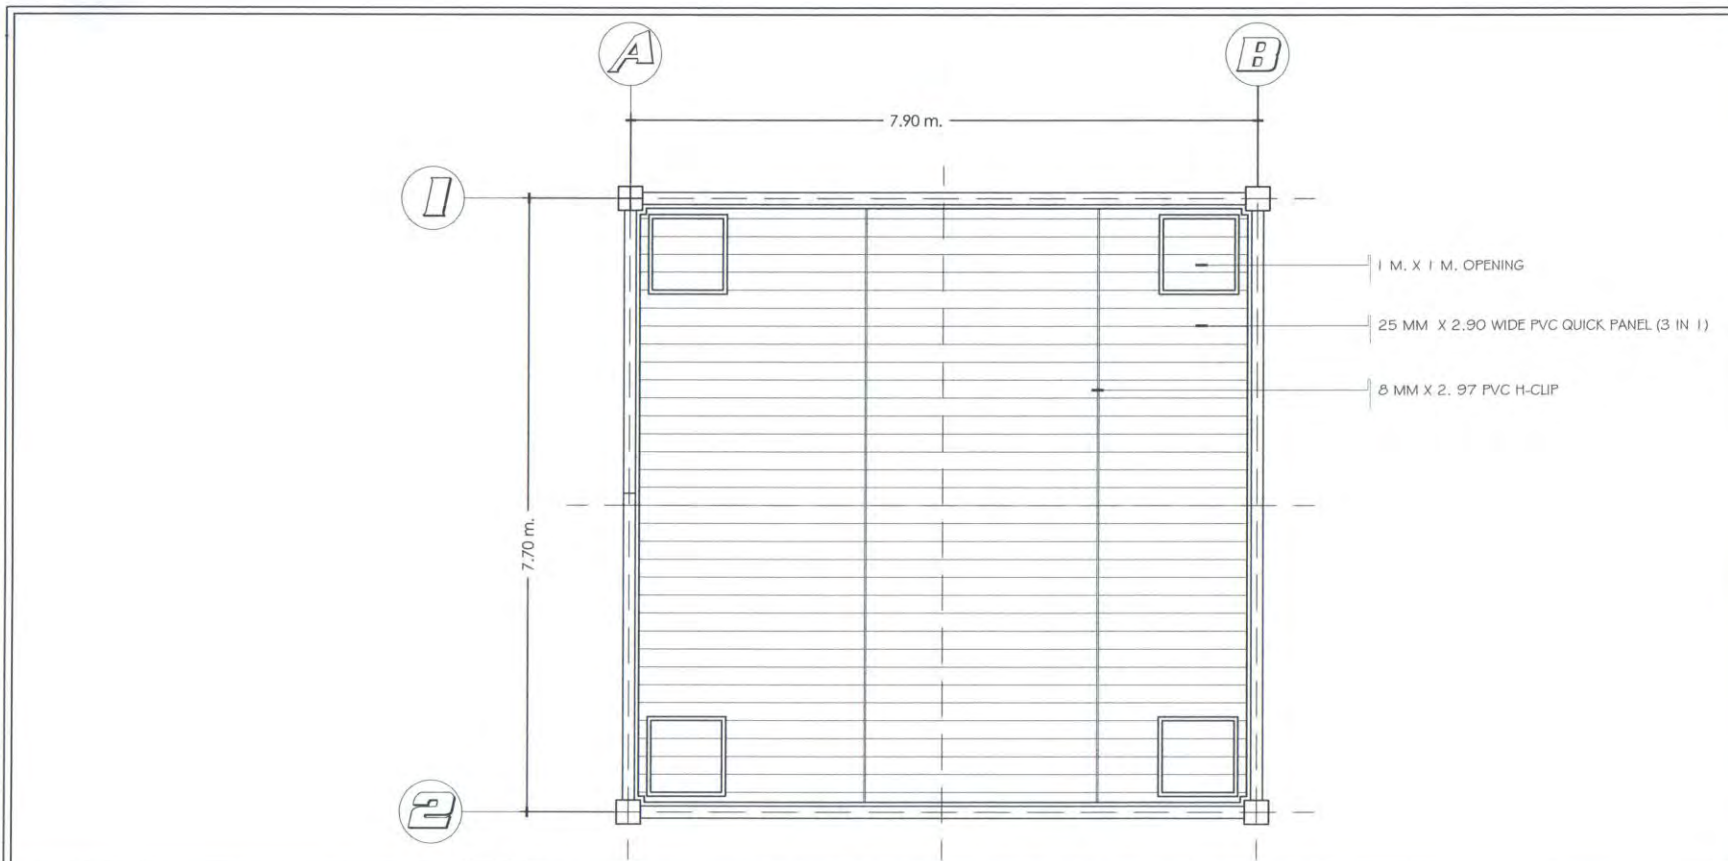 A
B
7.90 m.
1
1 M. X 1 M. OPENING
25 MM X 2.90 WIDE PVC QUICK PANEL (3 IN 1)
8 MM X 2. 97 PVC H-CLIP
7.70 m.
2